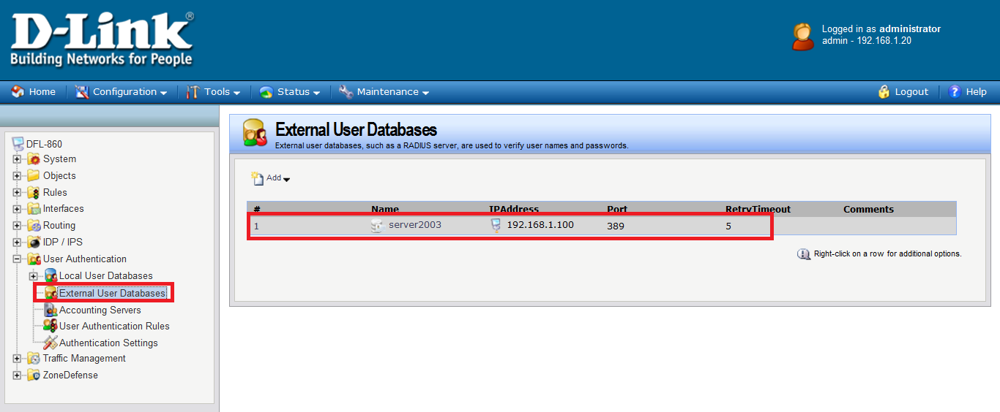 D-Link®
Building Networks for People
Logged in as administrator
admin - 192.168.1.20
Home Configuration Tools Status Maintenance Logout Help
DFL-860
System
Objects
Rules
Interfaces
Routing
IDP / IPS
User Authentication
Local User Databases
External User Databases
Accounting Servers
User Authentication Rules
Authentication Settings
Traffic Management
ZoneDefense
External User Databases
External user databases, such as a RADIUS server, are used to verify user names and passwords.
Add
# Name IPAddress Port RetryTimeout Comments
1 server2003 192.168.1.100 389 5
Right-click on a row for additional options.